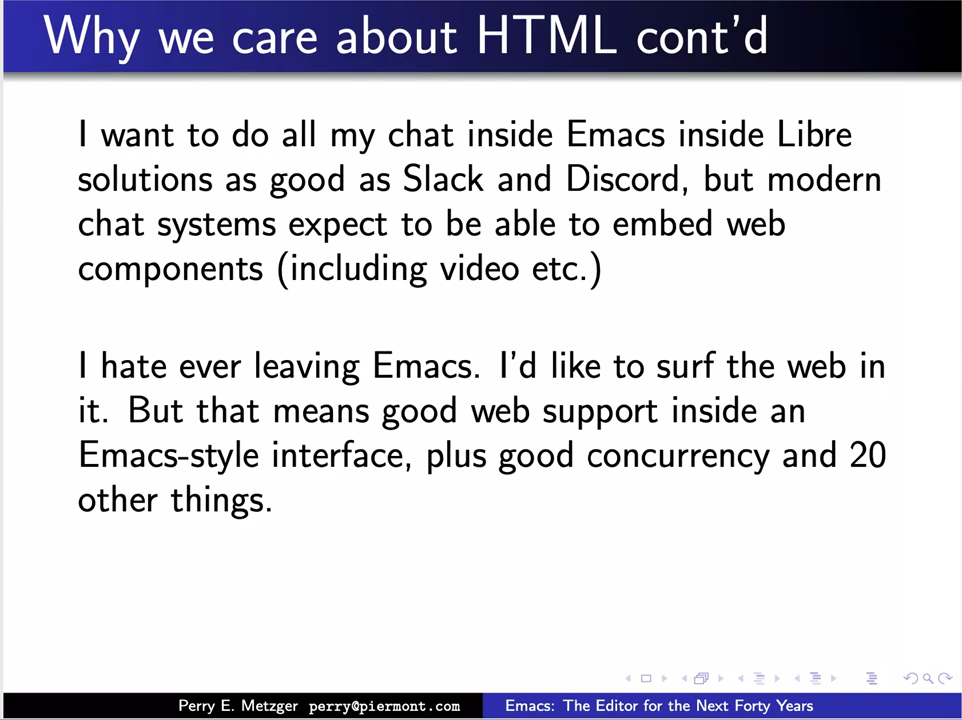 Why we care about HTML cont’d
I want to do all my chat inside Emacs inside Libre
solutions as good as Slack and Discord, but modern
chat systems expect to be able to embed web
components (including video etc.)
I hate ever leaving Emacs. I’d like to surf the web in
it. But that means good web support inside an
Emacs-style interface, plus good concurrency and 20
other things.
Perry E. Metzger perry@piermont.com
Emacs: The Editor for the Next Forty Years